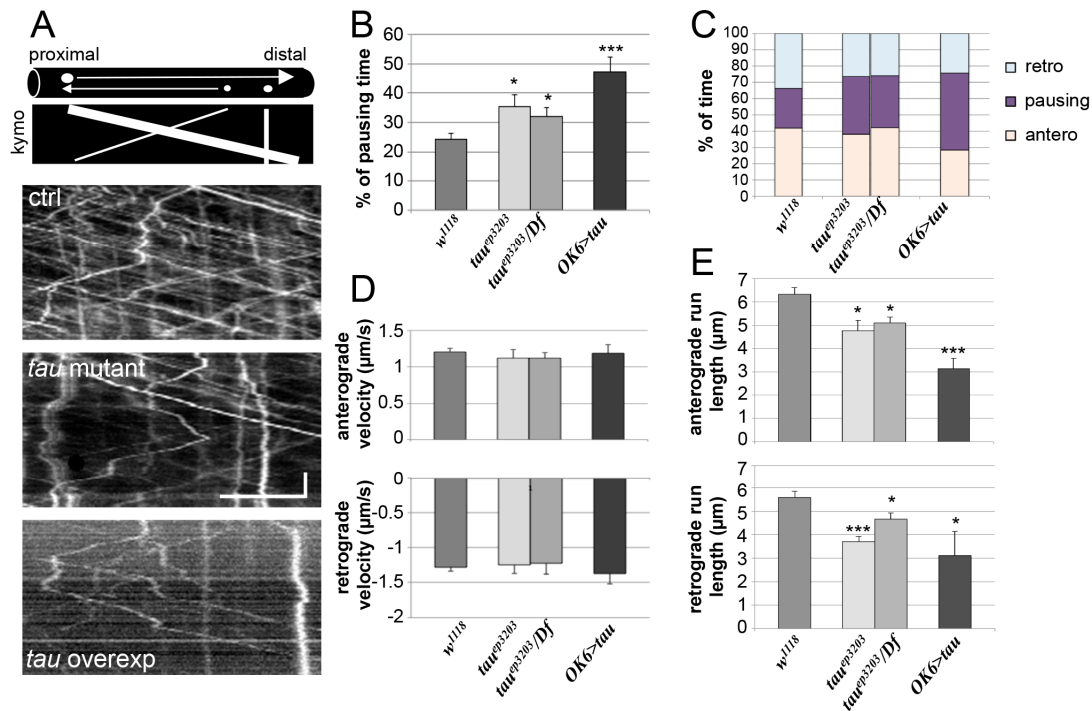 A
proximal
distal
kymo
ctrl
tau mutant
tau overexp
B
% of pausing time
60
50
40
30
20
10
0
*
*
***
w1118
tauep3203
tauep3203/Df
OK6>tau
C
% of time
100
90
80
70
60
50
40
30
20
10
0
retro
pausing
antero
w1118
tauep3203
tauep3203/Df
OK6>tau
D
anterograde
velocity (µm/s)
1.5
1
0.5
0
retrograde
velocity (µm/s)
0
-0.5
-1
-1.5
-2
w1118
tauep3203
tauep3203/Df
OK6>tau
E
anterograde run
length (µm)
7
6
5
4
3
2
1
0
*
*
***
retrograde run
length (µm)
7
6
5
4
3
2
1
0
***
*
*
w1118
tauep3203
tauep3203/Df
OK6>tau